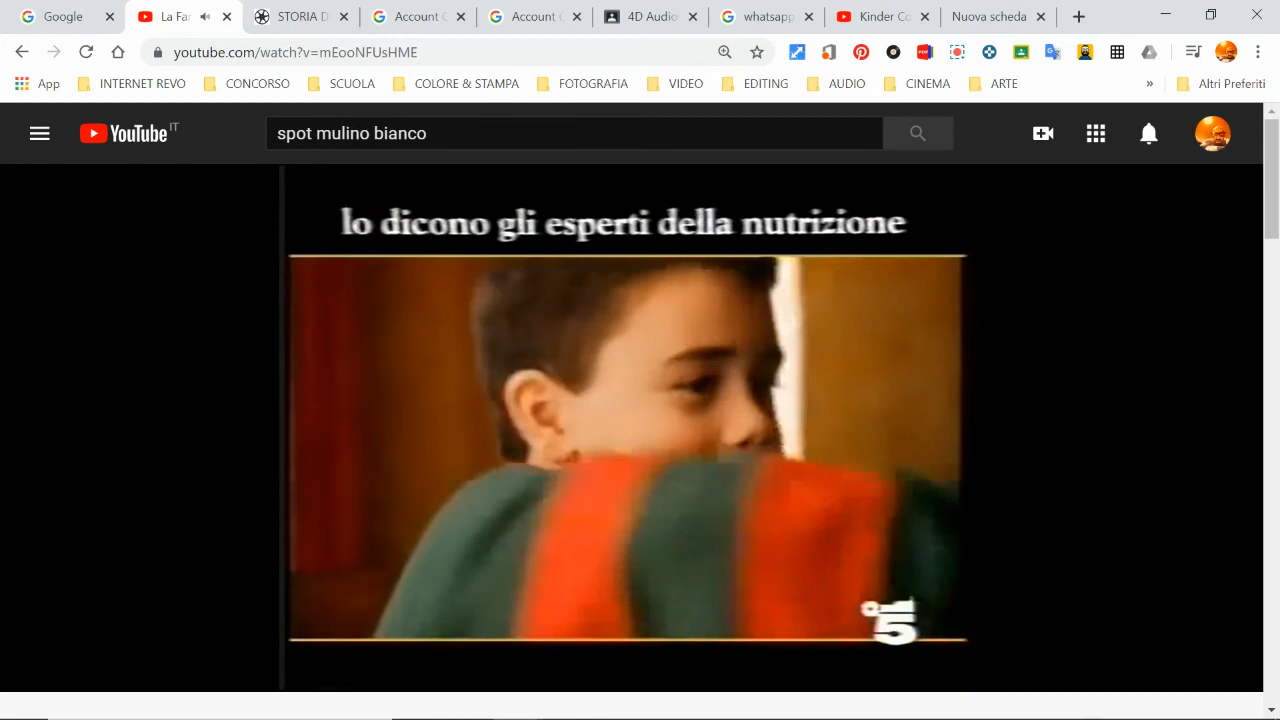 Google
La Far
STORIA D
Account C
Account C
4D Audio
whatsapp
Kinder Co
Nuova scheda
youtube.com/watch?v=mEooNFUsHME
App
INTERNET REVO
CONCORSO
SCUOLA
COLORE & STAMPA
FOTOGRAFIA
VIDEO
EDITING
AUDIO
CINEMA
ARTE
»
Altri Preferiti
YouTube IT
spot mulino bianco
lo dicono gli esperti della nutrizione
5